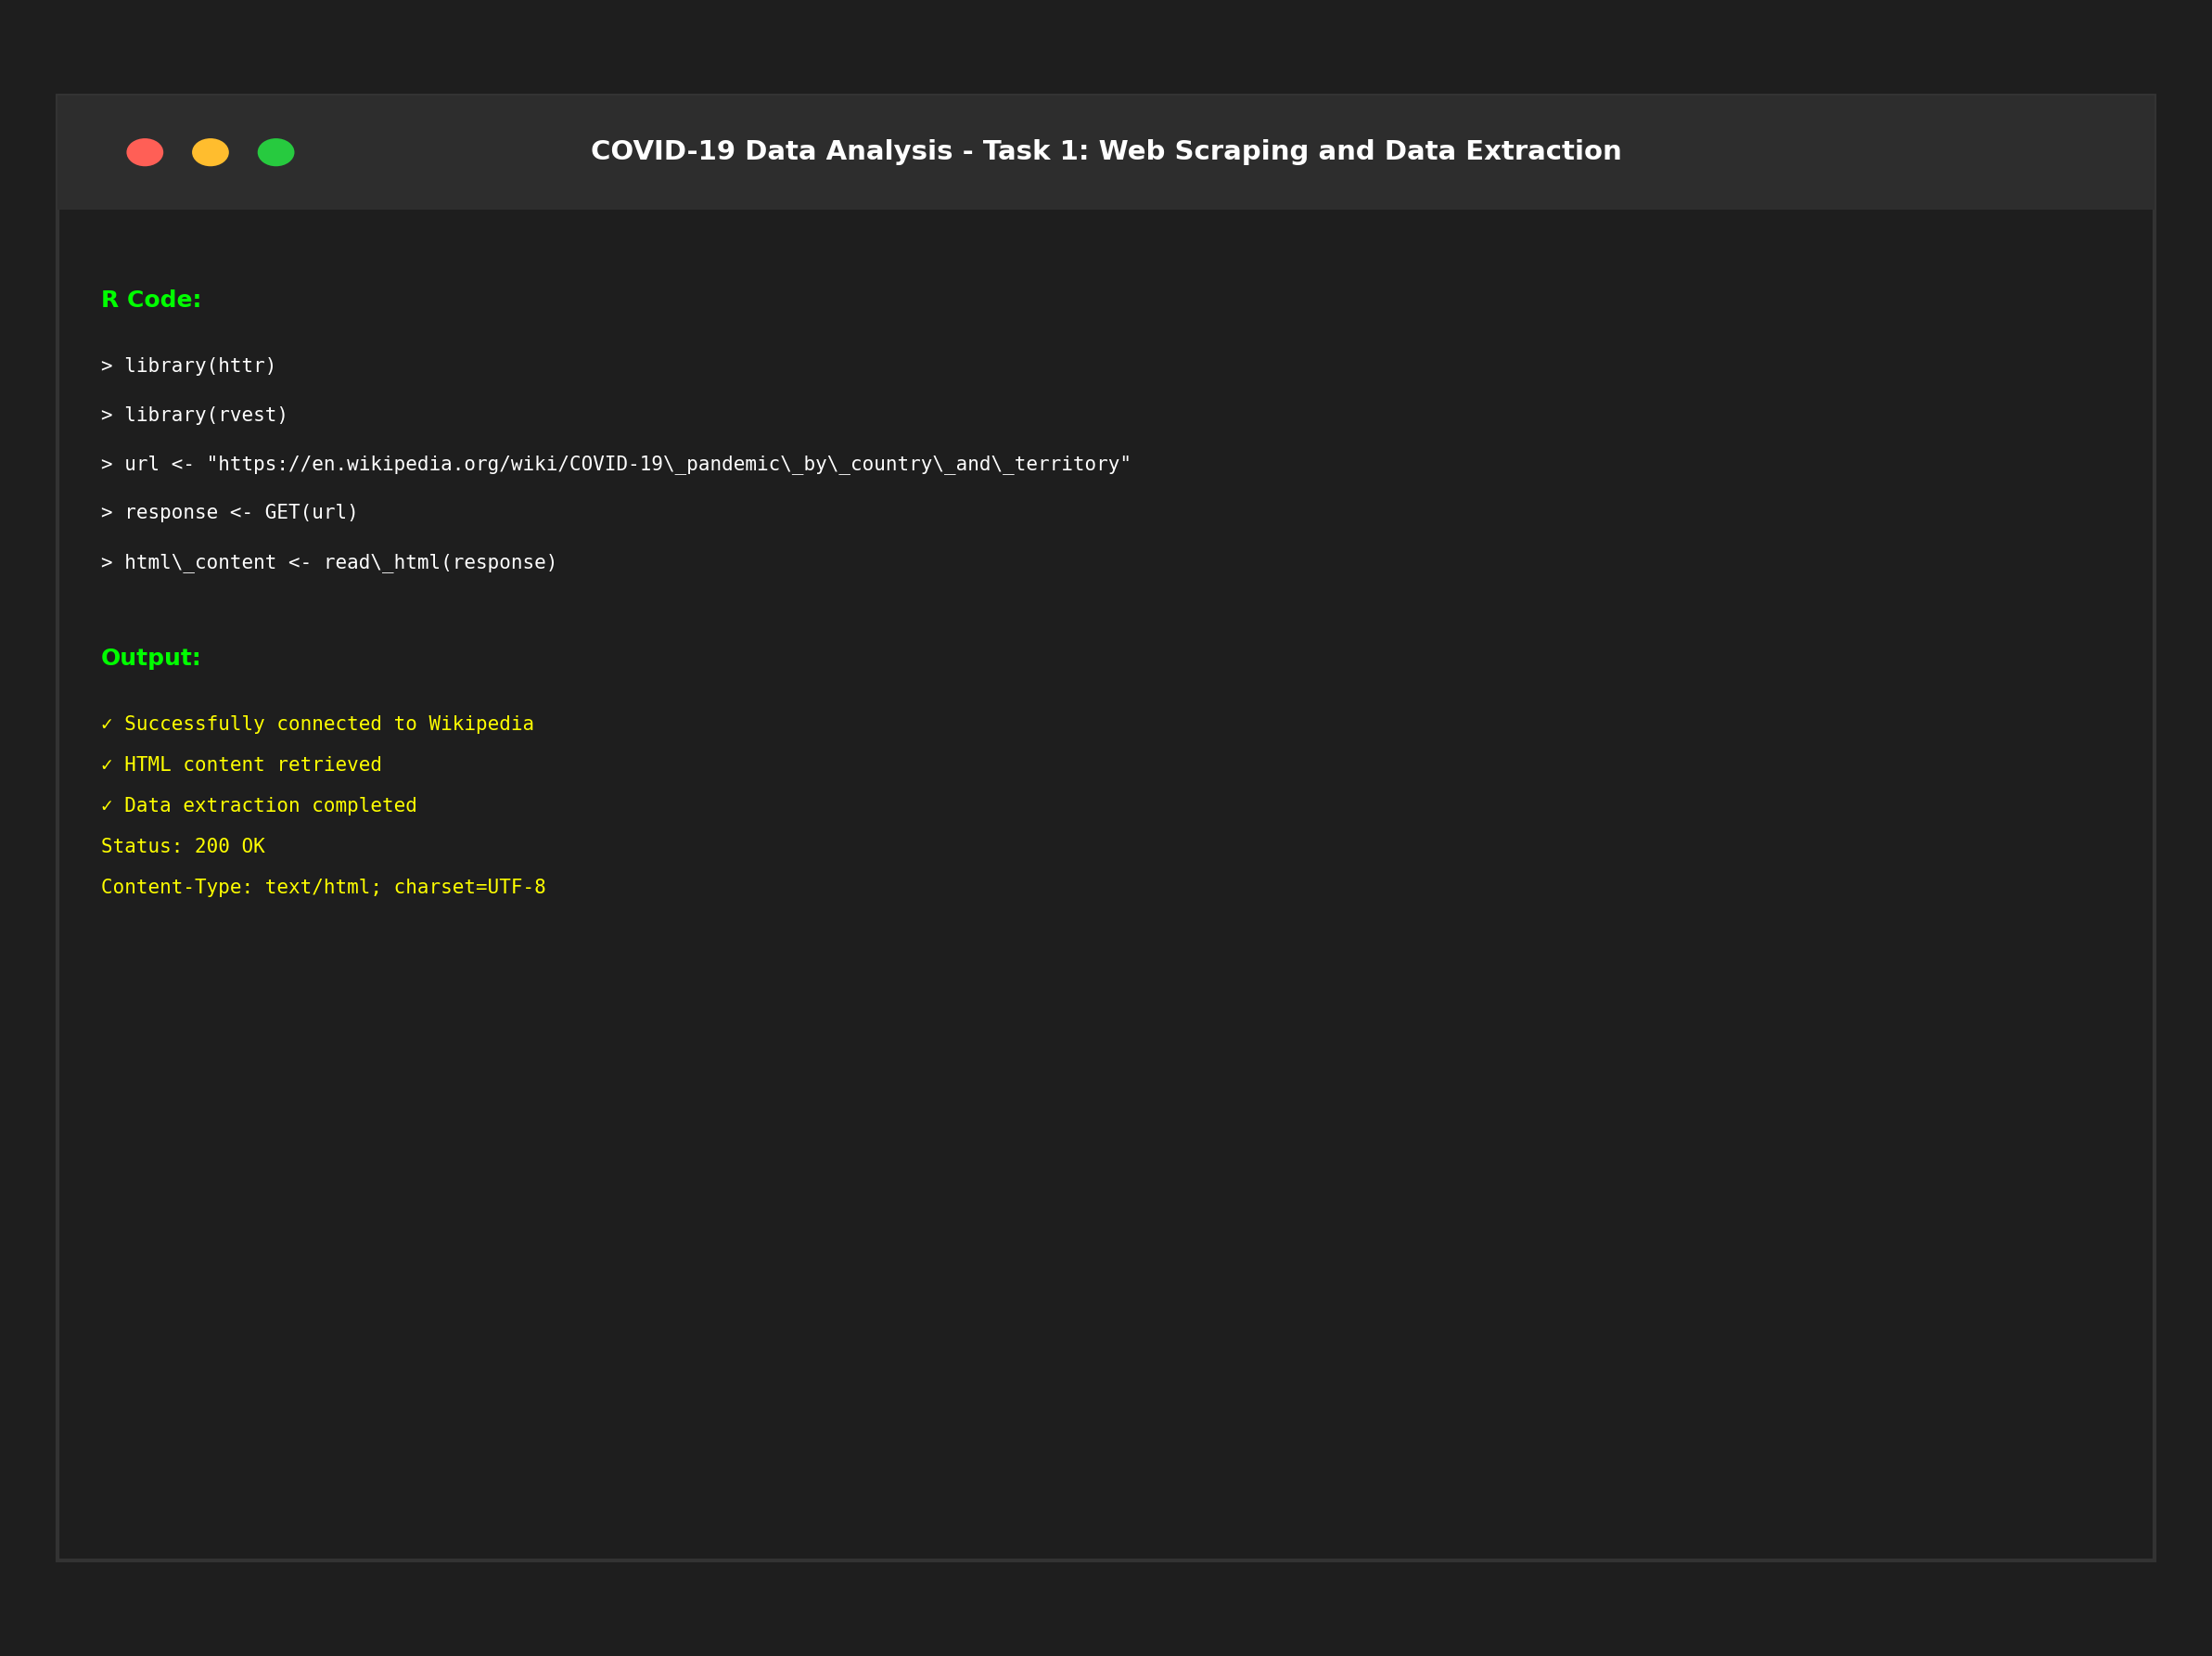 COVID-19 Data Analysis - Task 1: Web Scraping and Data Extraction
R Code:
> library(httr)
> library(rvest)
> url <- "https://en.wikipedia.org/wiki/COVID-19\_pandemic\_by\_country\_and\_territory"
> response <- GET(url)
> html\_content <- read\_html(response)
Output:
✓ Successfully connected to Wikipedia
✓ HTML content retrieved
✓ Data extraction completed
Status: 200 OK
Content-Type: text/html; charset=UTF-8